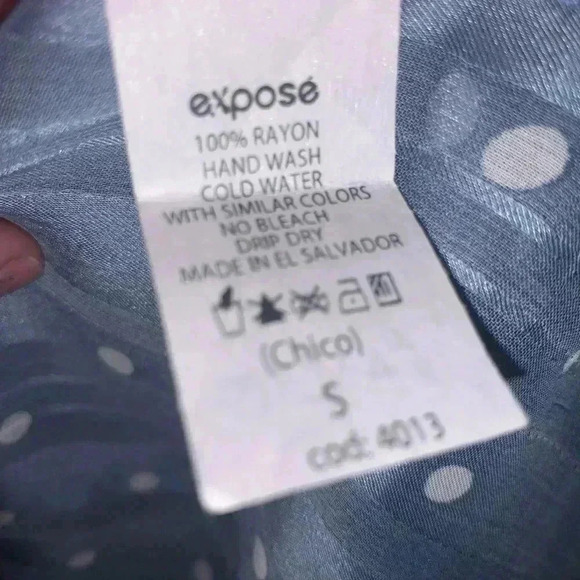 exposé
100% RAYON
HAND WASH
COLD WATER
WITH SIMILAR COLORS
NO BLEACH
DRIP DRY
MADE IN EL SALVADOR
(Chico)
S
cod: 4013